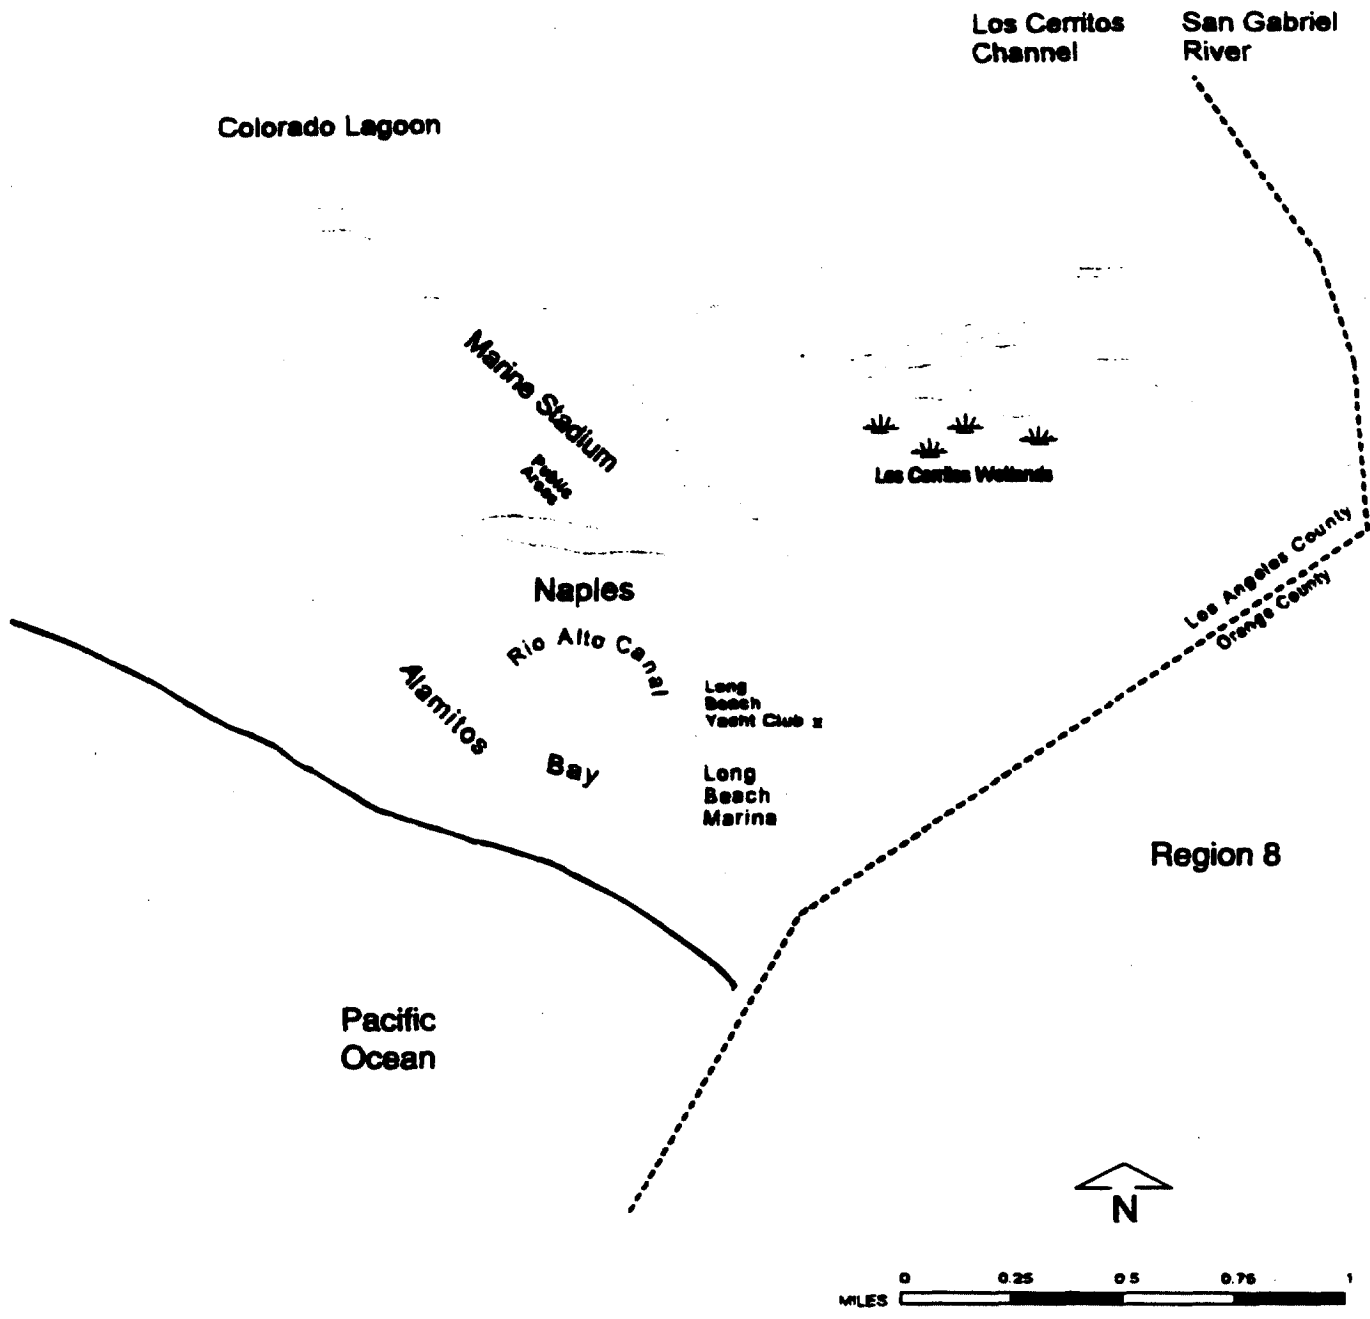 Los Cerritos
Channel
San Gabriel
River
Colorado Lagoon
Marine Stadium
Public
Areas
Los Cerritos Wetlands
Los Angeles County
Orange County
Naples
Rio Alto Canal
Alamitos
Bay
Long
Beach
Yacht Club x
Long
Beach
Marina
Region 8
Pacific
Ocean
N
0 0.25 0.5 0.75 1
MILES